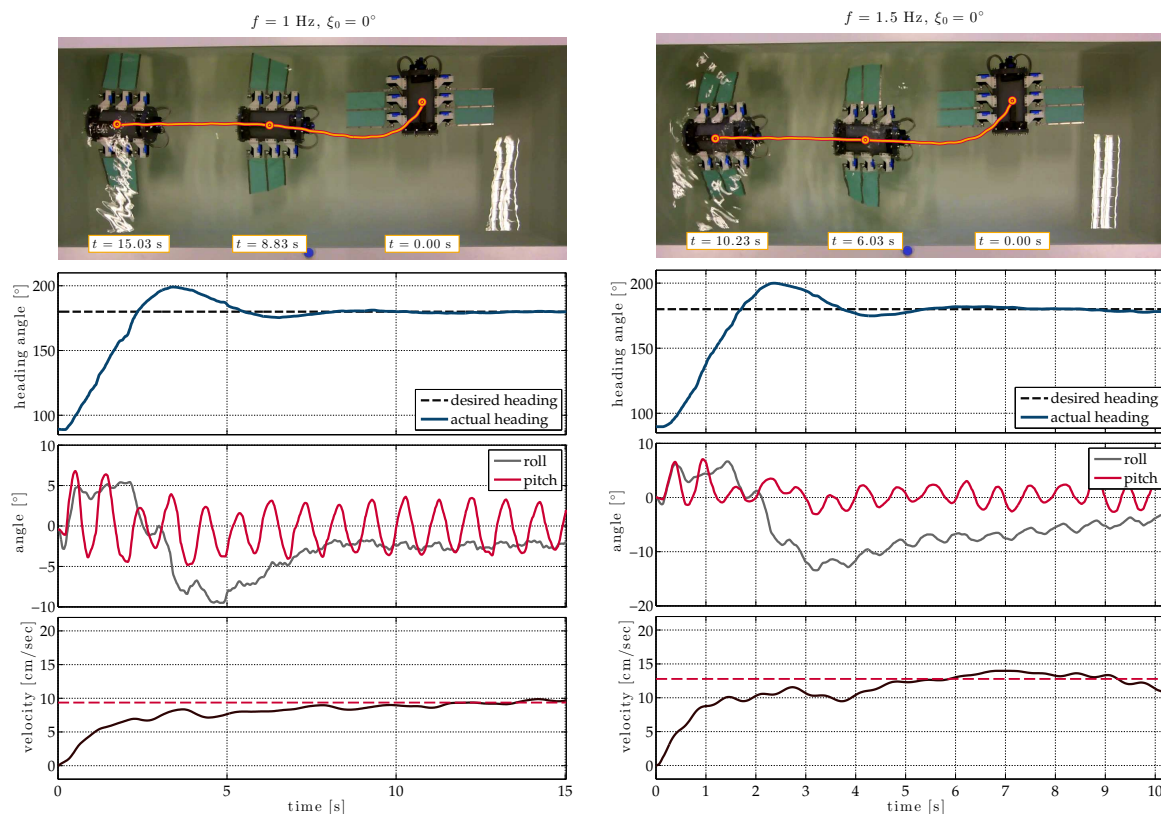 f = 1 Hz, ξ₀ = 0°
t = 15.03 s
t = 8.83 s
t = 0.00 s
heading angle [°]
200
150
100
desired heading
actual heading
angle [°]
10
5
0
−5
−10
roll
pitch
velocity [cm/sec]
20
15
10
5
0
0
5
10
15
time [s]
f = 1.5 Hz, ξ₀ = 0°
t = 10.23 s
t = 6.03 s
t = 0.00 s
heading angle [°]
200
150
100
desired heading
actual heading
angle [°]
10
0
−10
−20
roll
pitch
velocity [cm/sec]
20
15
10
5
0
0
1
2
3
4
5
6
7
8
9
10
time [s]